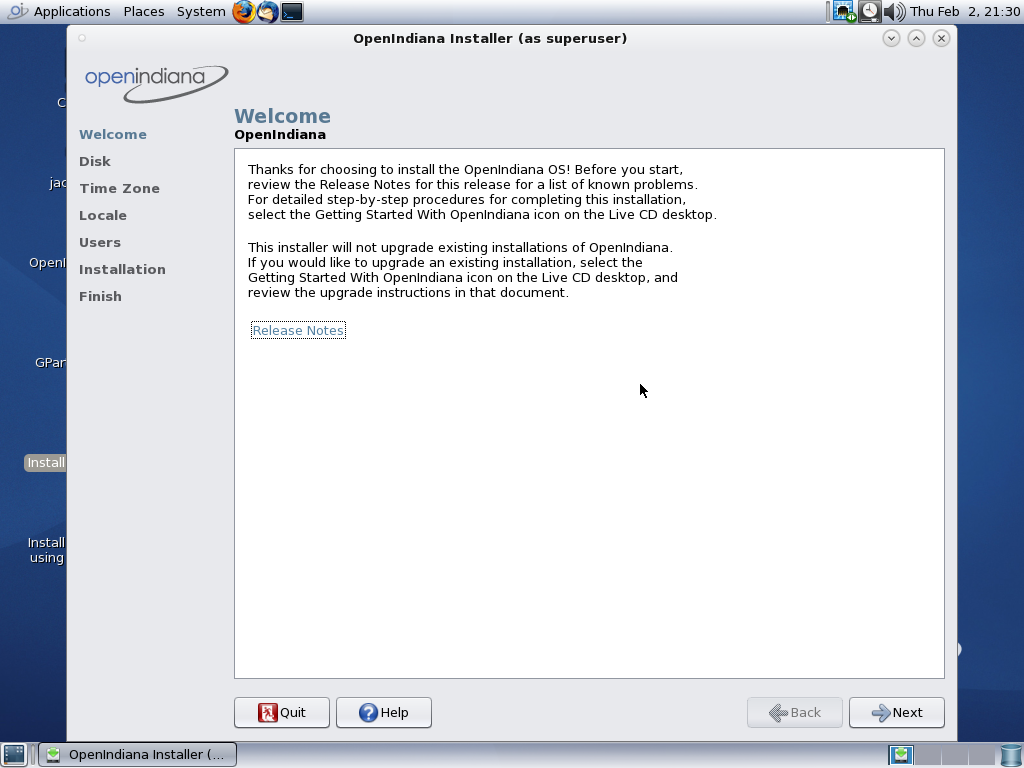 Applications Places System Thu Feb 2, 21:30
OpenIndiana Installer (as superuser)
openindiana
Welcome
OpenIndiana
Welcome
Disk
Time Zone
Locale
Users
Installation
Finish
Thanks for choosing to install the OpenIndiana OS! Before you start,
review the Release Notes for this release for a list of known problems.
For detailed step-by-step procedures for completing this installation,
select the Getting Started With OpenIndiana icon on the Live CD desktop.
This installer will not upgrade existing installations of OpenIndiana.
If you would like to upgrade an existing installation, select the
Getting Started With OpenIndiana icon on the Live CD desktop, and
review the upgrade instructions in that document.
Release Notes
C
jac
OpenI
GPar
Install
Install
using
Quit Help Back Next
OpenIndiana Installer (...